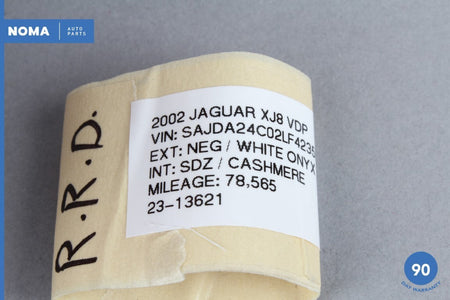 NOMA AUTO
PARTS
2002 JAGUAR XJ8 VDP
VIN: SAJDA24C02LF4235
EXT: NEG / WHITE ONYX
INT: SDZ / CASHMERE
MILEAGE: 78,565
23-13621
R.R.D.
90
DAY WARRANTY